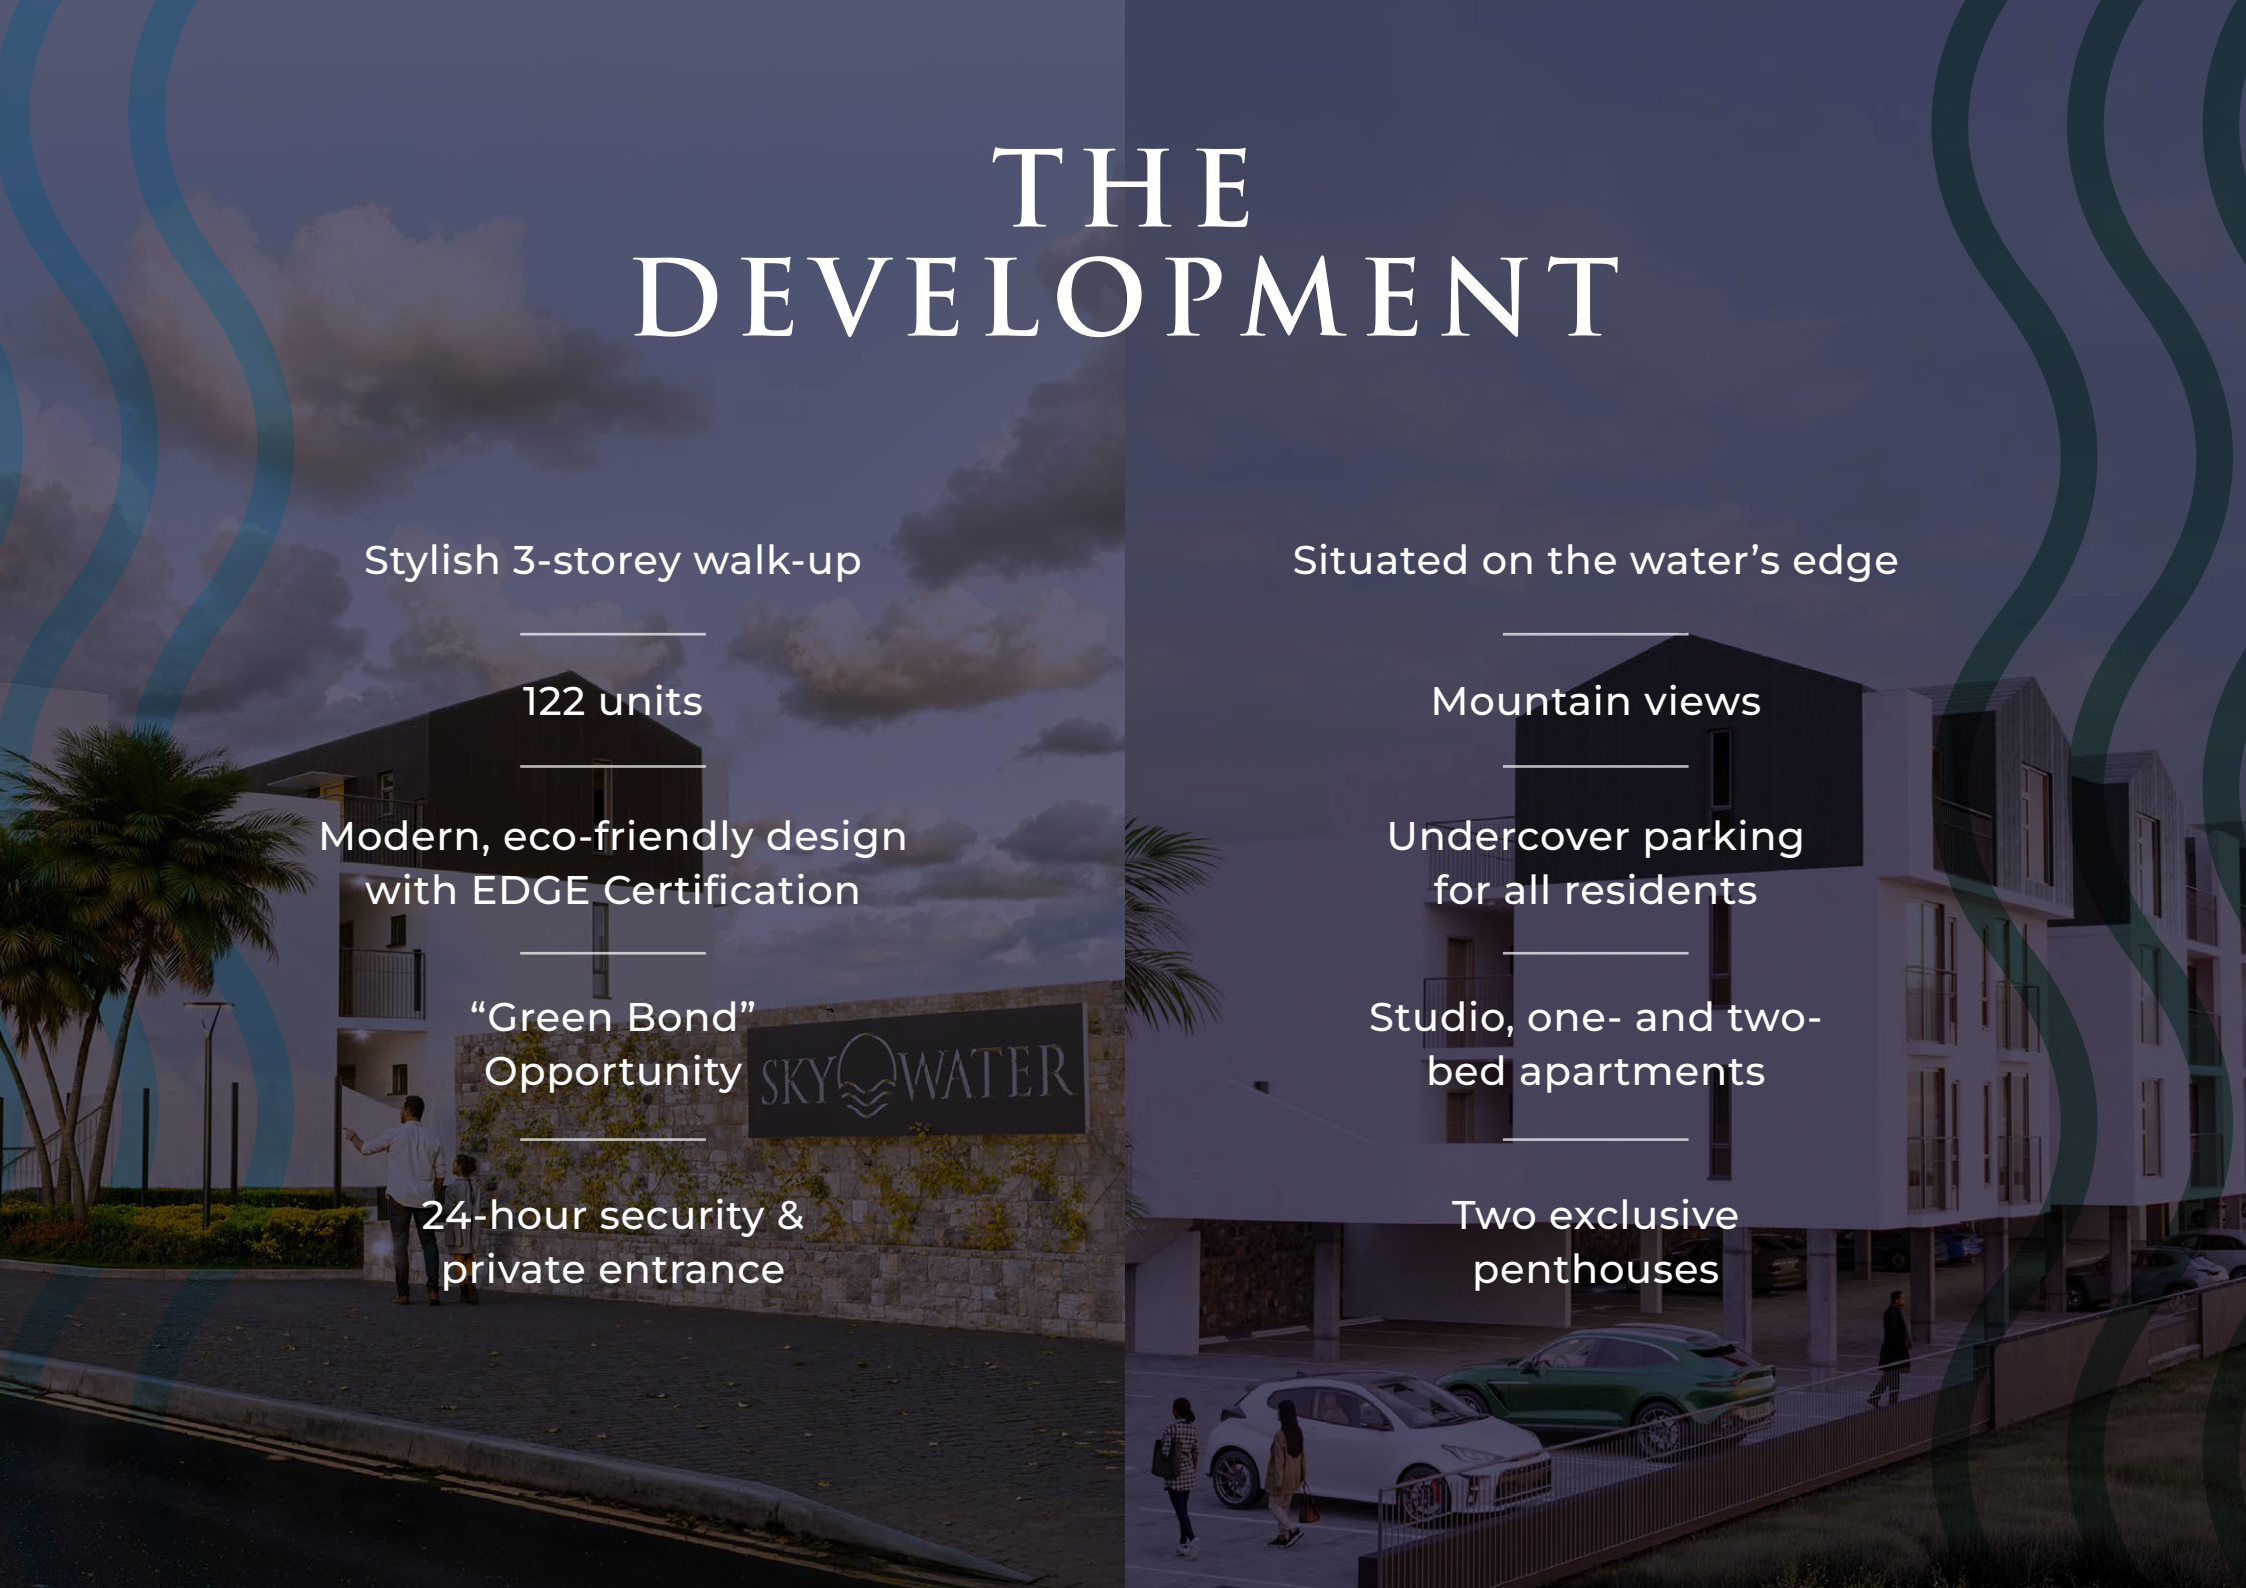 THE
DEVELOPMENT
Stylish 3-storey walk-up
122 units
Modern, eco-friendly design
with EDGE Certification
“Green Bond”
Opportunity
24-hour security &
private entrance
Situated on the water’s edge
Mountain views
Undercover parking
for all residents
Studio, one- and two-
bed apartments
Two exclusive
penthouses
SKY WATER